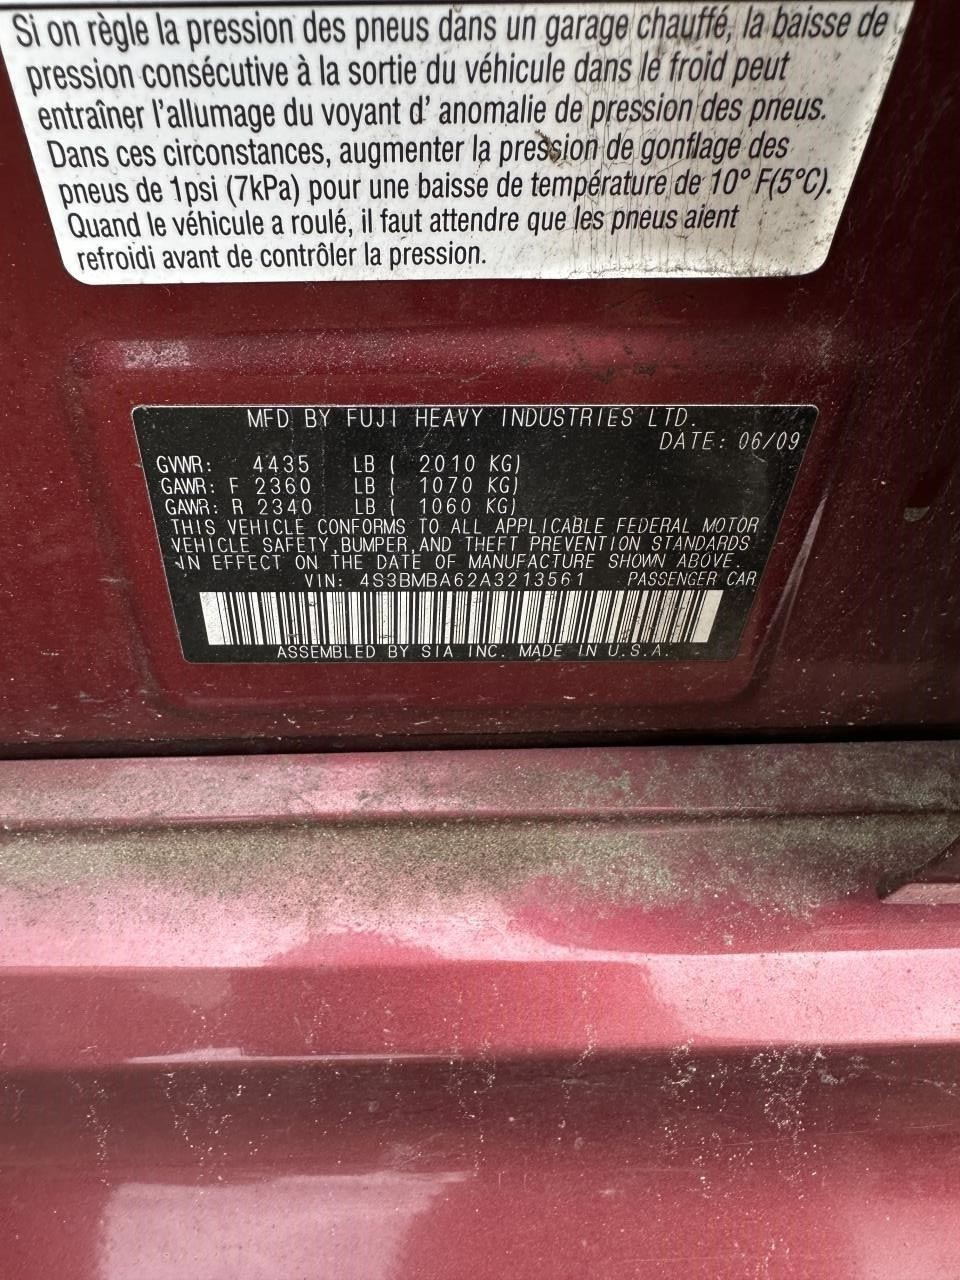 Si on règle la pression des pneus dans un garage chauffé, la baisse de
pression consécutive à la sortie du véhicule dans le froid peut
entraîner l'allumage du voyant d' anomalie de pression des pneus.
Dans ces circonstances, augmenter la pression de gonflage des
pneus de 1psi (7kPa) pour une baisse de température de 10° F(5°C).
Quand le véhicule a roulé, il faut attendre que les pneus aient
refroidi avant de contrôler la pression.
MFD BY FUJI HEAVY INDUSTRIES LTD.
DATE: 06/09
GVWR: 4435 LB ( 2010 KG)
GAWR: F 2360 LB ( 1070 KG)
GAWR: R 2340 LB ( 1060 KG)
THIS VEHICLE CONFORMS TO ALL APPLICABLE FEDERAL MOTOR
VEHICLE SAFETY,BUMPER,AND THEFT PREVENTION STANDARDS
IN EFFECT ON THE DATE OF MANUFACTURE SHOWN ABOVE.
VIN: 4S3BMBA62A3213561 PASSENGER CAR
ASSEMBLED BY SIA INC. MADE IN U.S.A.